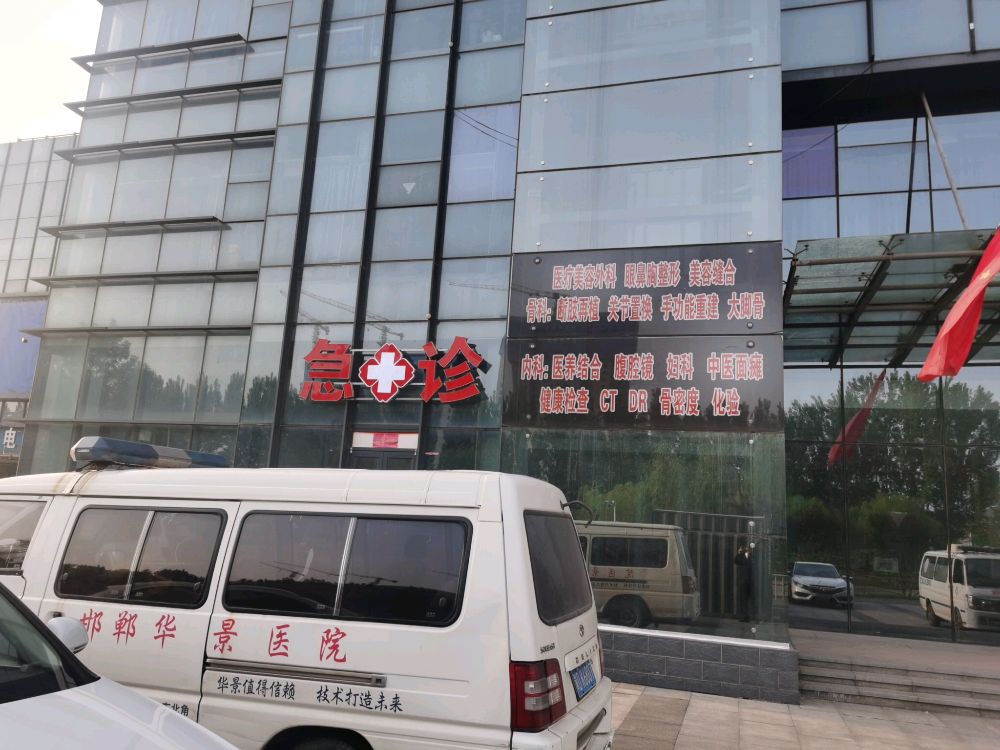 医疗美容外科 眼鼻胸整形 美容缝合
骨科: 断肢再植 关节置换 手功能重建 大脚骨
急诊
内科: 医养结合 腹腔镜 妇科 中医面瘫
健康检查 CT DR 骨密度 化验
电
邯郸华景医院
华景值得信赖 技术打造未来
北角